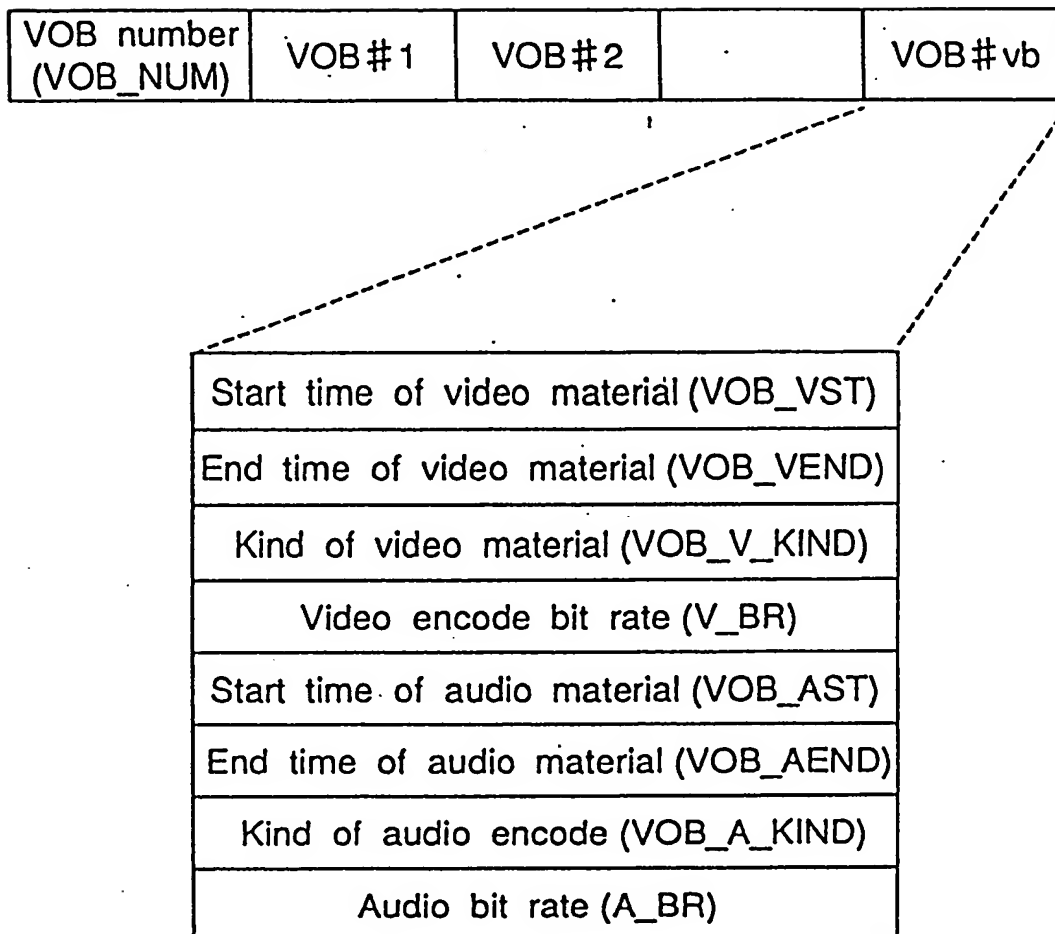 VOB number
(VOB_NUM)
VOB#1
VOB#2
VOB#vb
Start time of video material (VOB_VST)
End time of video material (VOB_VEND)
Kind of video material (VOB_V_KIND)
Video encode bit rate (V_BR)
Start time of audio material (VOB_AST)
End time of audio material (VOB_AEND)
Kind of audio encode (VOB_A_KIND)
Audio bit rate (A_BR)